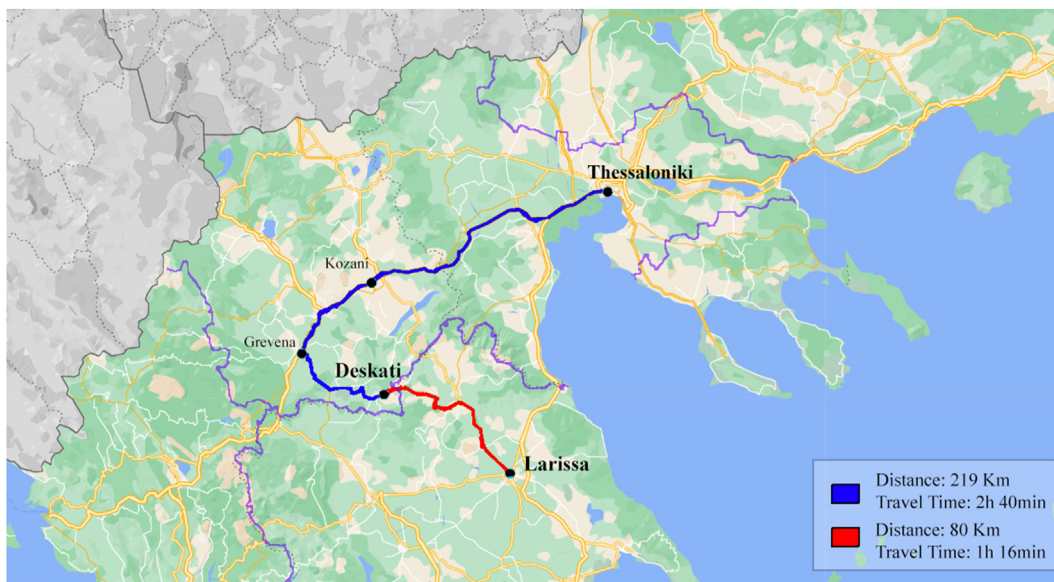 Thessaloniki
Kozani
Grevena
Deskati
Larissa
Distance: 219 Km
Travel Time: 2h 40min
Distance: 80 Km
Travel Time: 1h 16min